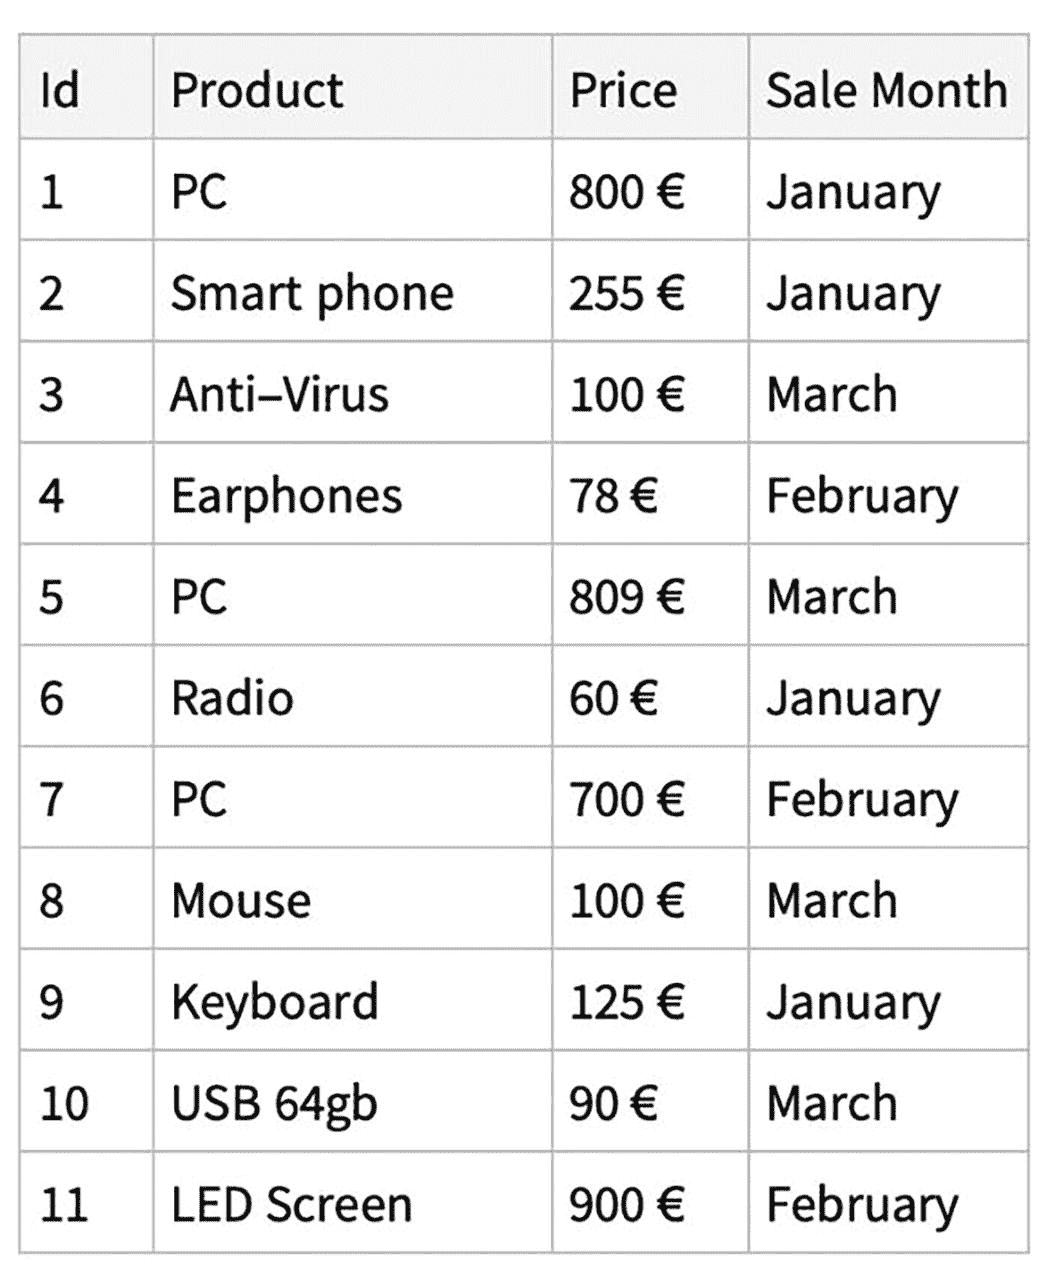 Id Product Price Sale Month
1 PC 800 € January
2 Smart phone 255 € January
3 Anti–Virus 100 € March
4 Earphones 78 € February
5 PC 809 € March
6 Radio 60 € January
7 PC 700 € February
8 Mouse 100 € March
9 Keyboard 125 € January
10 USB 64gb 90 € March
11 LED Screen 900 € February